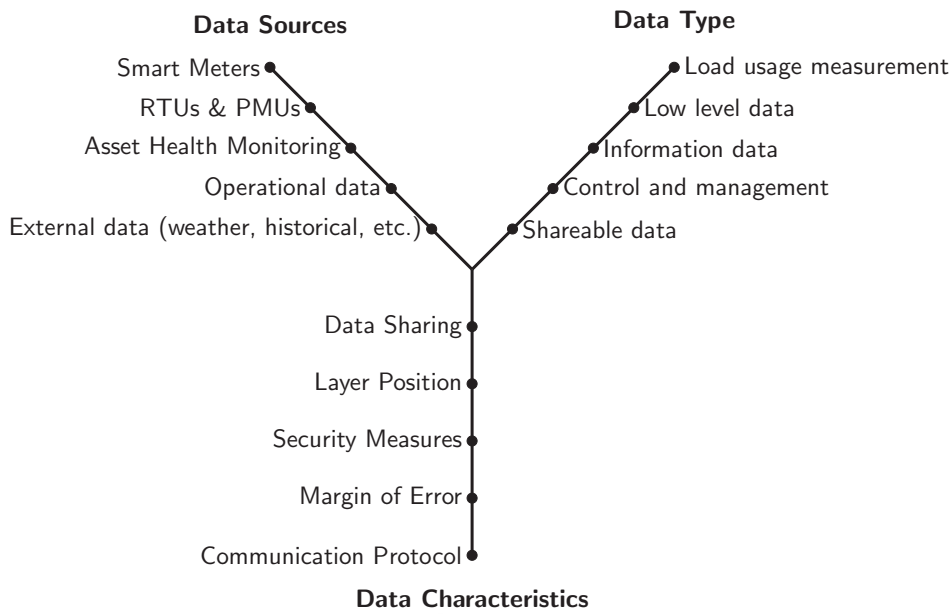 Data Sources
Data Type
Smart Meters
Load usage measurement
RTUs & PMUs
Low level data
Asset Health Monitoring
Information data
Operational data
Control and management
External data (weather, historical, etc.)
Shareable data
Data Sharing
Layer Position
Security Measures
Margin of Error
Communication Protocol
Data Characteristics